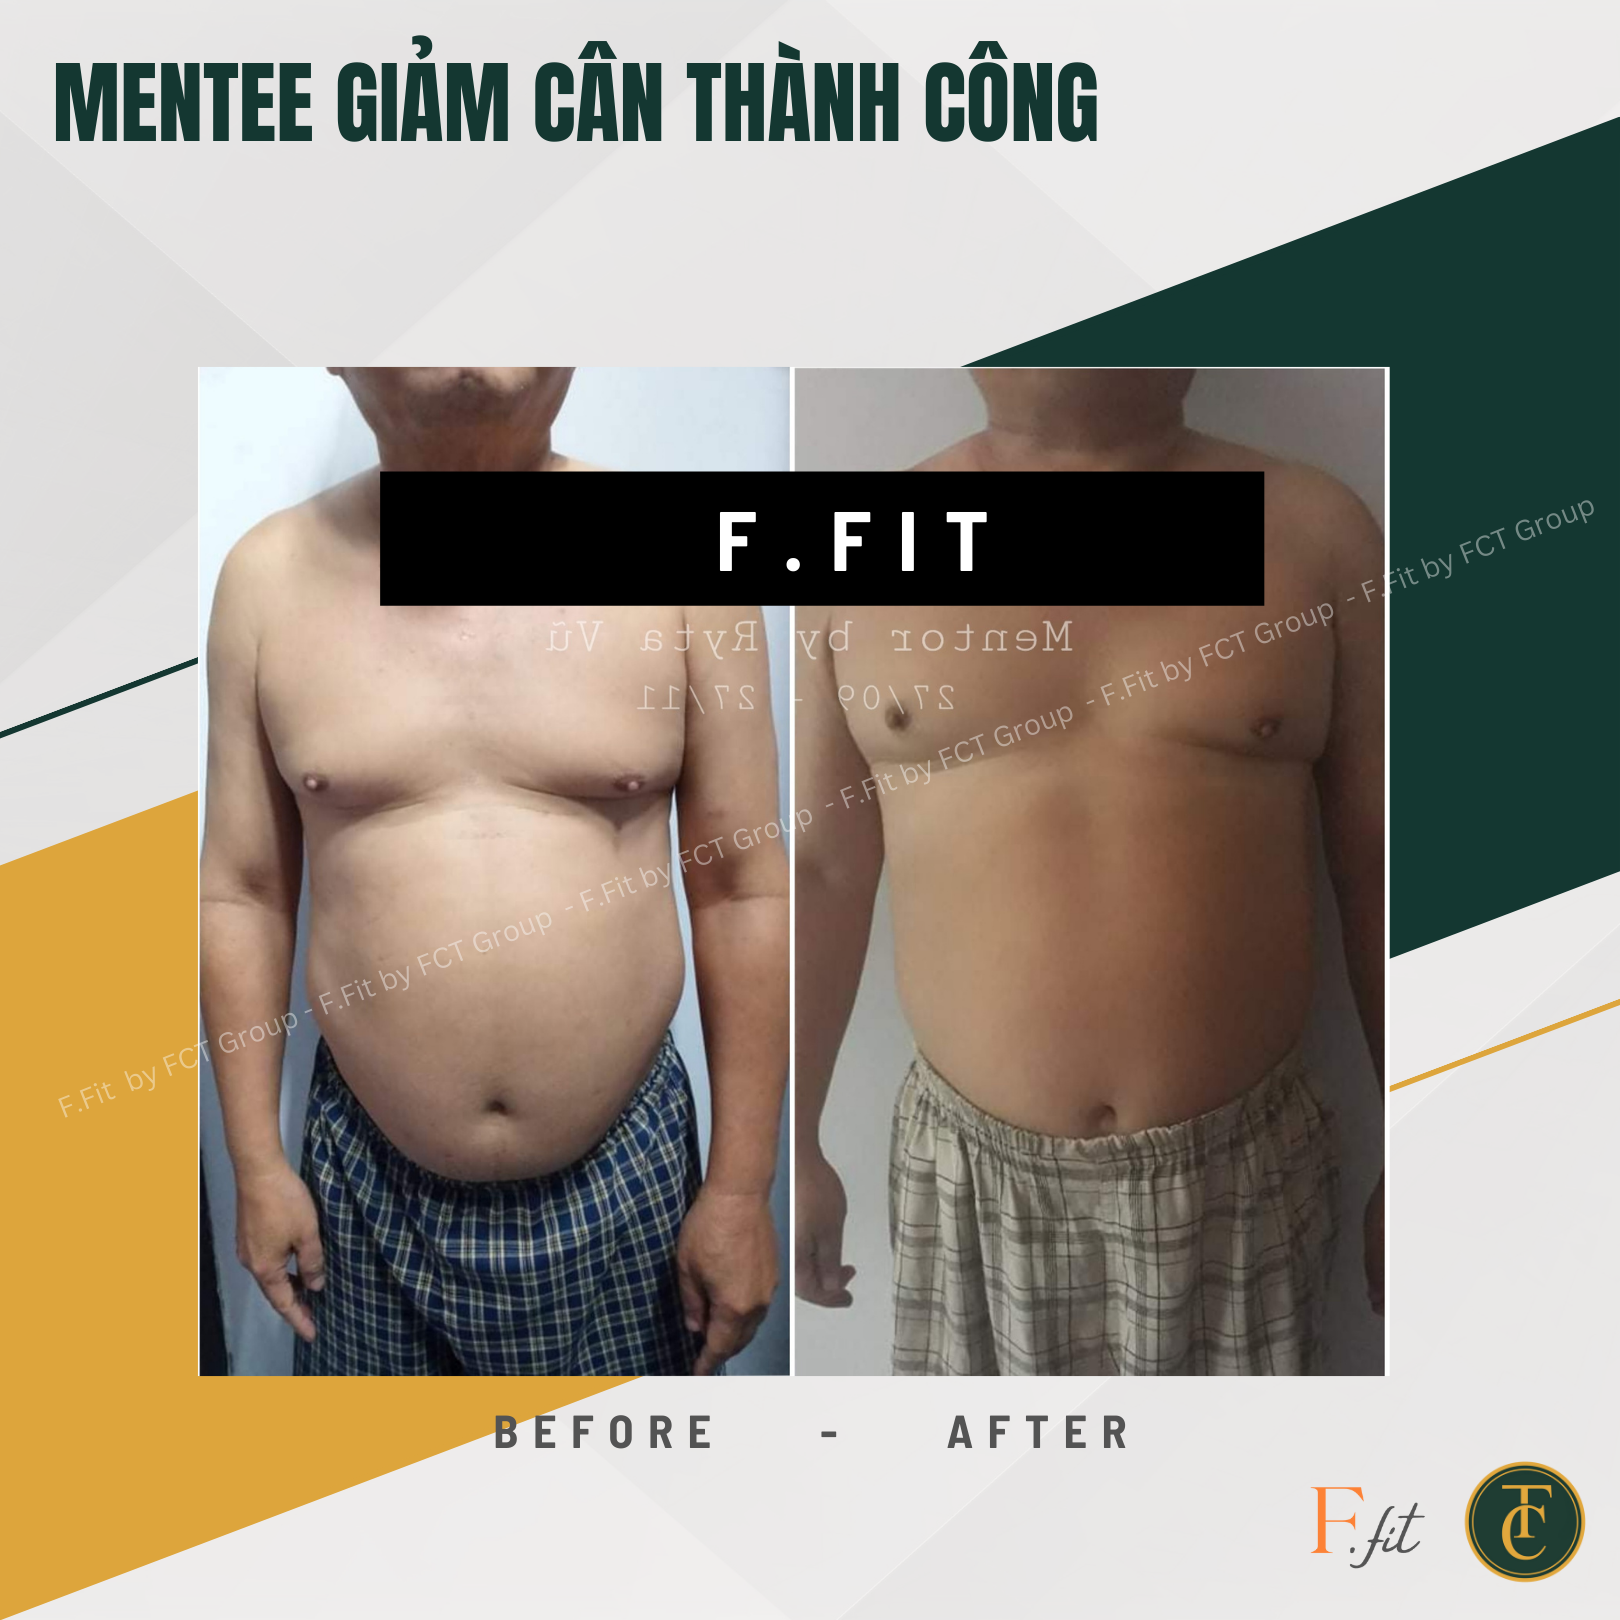 MENTEE GIẢM CÂN THÀNH CÔNG
F.FIT
Mentor by Ryta Vũ
27/09 - 27/11
F.Fit by FCT Group - F.Fit by FCT Group - F.Fit by FCT Group - F.Fit by FCT Group - F.Fit by FCT Group - F.Fit by FCT Group
BEFORE - AFTER
F.fit
TC